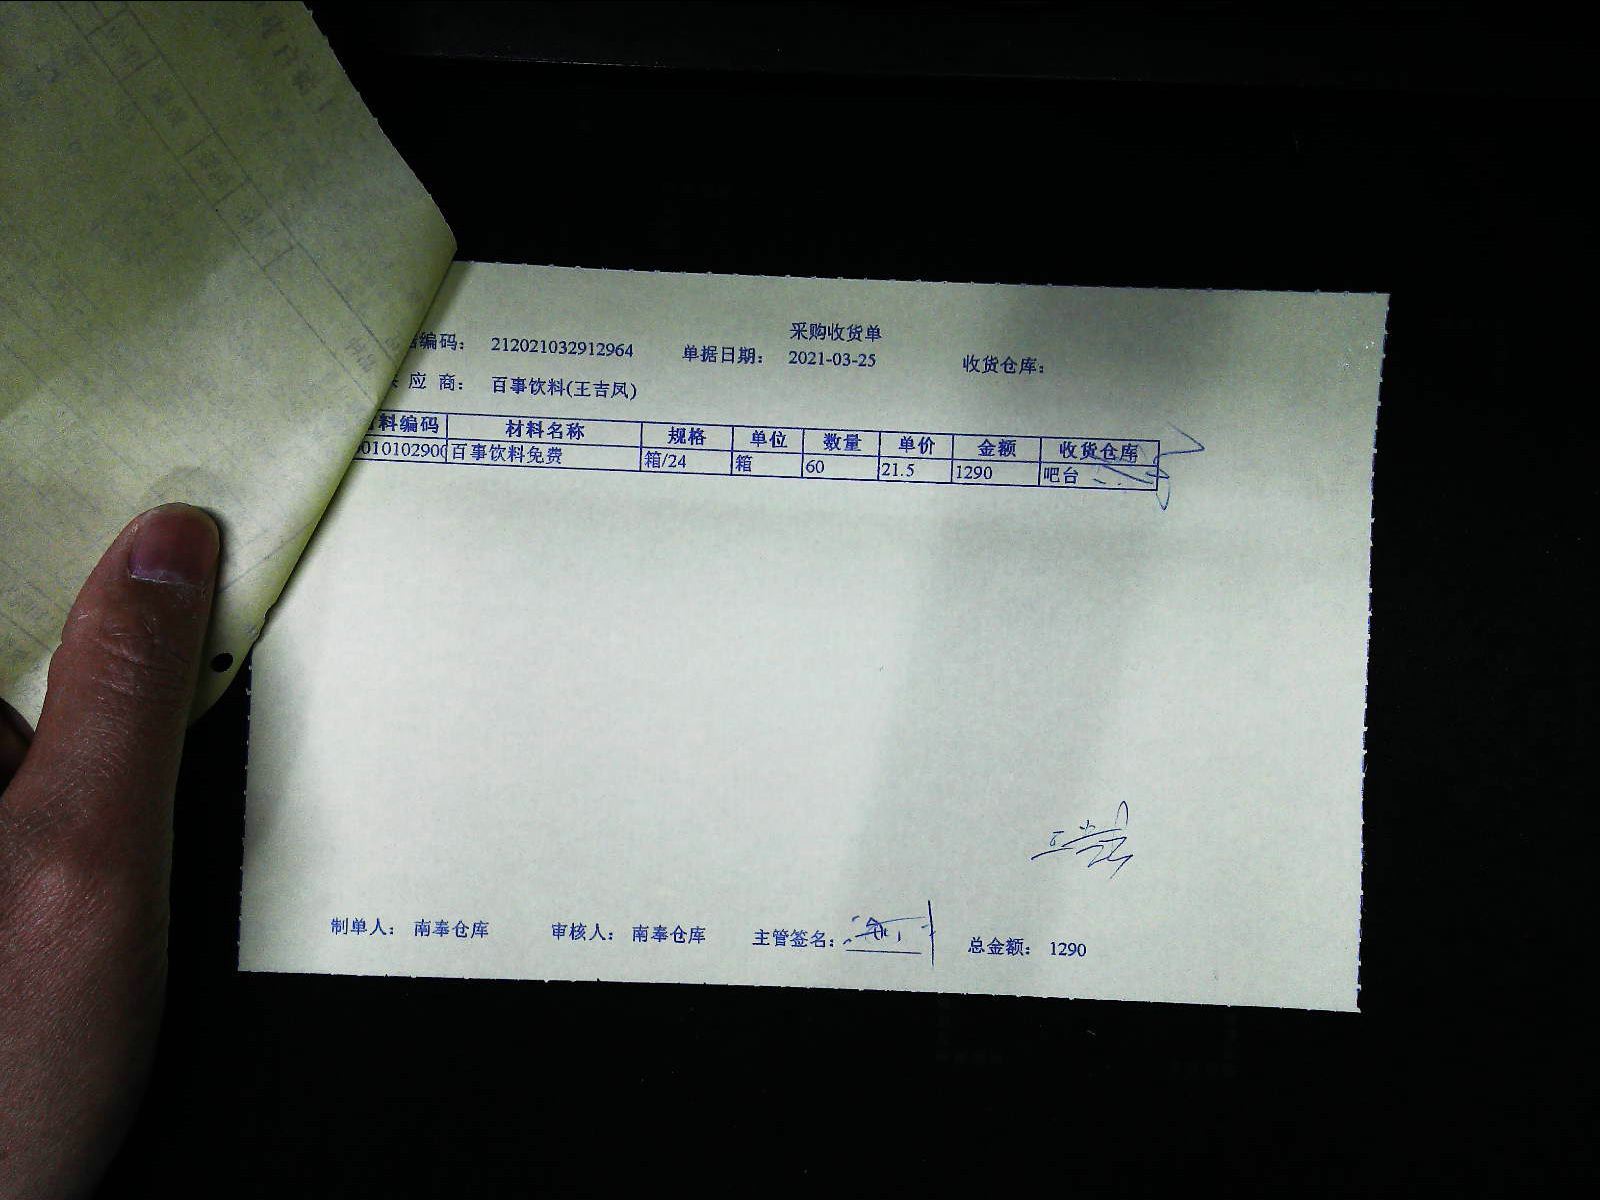 采购收货单
编码： 212021032912964 单据日期： 2021-03-25 收货仓库：
应 商： 百事饮料(王吉凤)
料编码 材料名称 规格 单位 数量 单价 金额 收货仓库
01010290 百事饮料免费 箱/24 箱 60 21.5 1290 吧台
制单人： 南奉仓库 审核人： 南奉仓库 主管签名： 总金额： 1290